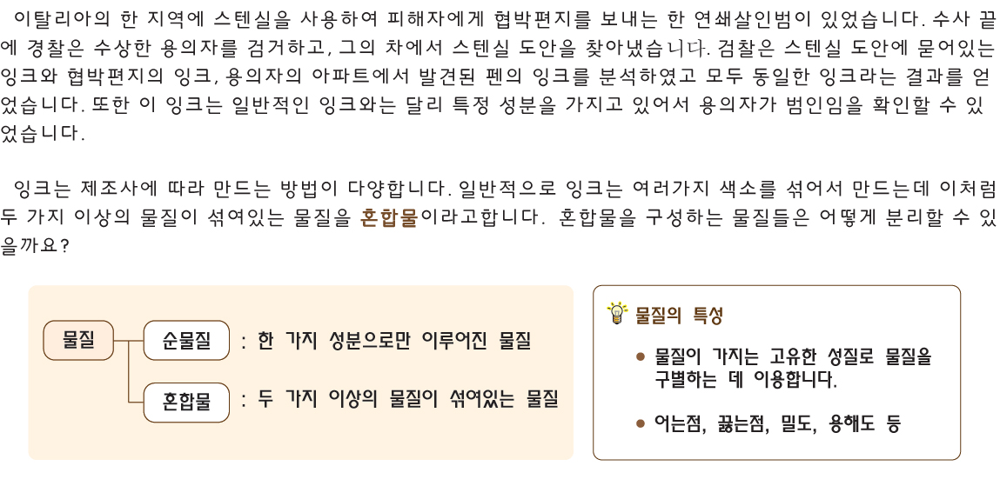 이탈리아의 한 지역에 스텐실을 사용하여 피해자에게 협박편지를 보내는 한 연쇄살인범이 있었습니다. 수사 끝
에 경찰은 수상한 용의자를 검거하고, 그의 차에서 스텐실 도안을 찾아냈습니다. 검찰은 스텐실 도안에 묻어있는
잉크와 협박편지의 잉크, 용의자의 아파트에서 발견된 펜의 잉크를 분석하였고 모두 동일한 잉크라는 결과를 얻
었습니다. 또한 이 잉크는 일반적인 잉크와는 달리 특정 성분을 가지고 있어서 용의자가 범인임을 확인할 수 있
었습니다.
잉크는 제조사에 따라 만드는 방법이 다양합니다. 일반적으로 잉크는 여러가지 색소를 섞어서 만드는데 이처럼
두 가지 이상의 물질이 섞여있는 물질을 혼합물이라고합니다. 혼합물을 구성하는 물질들은 어떻게 분리할 수 있
을까요?
물질
순물질 : 한 가지 성분으로만 이루어진 물질
혼합물 : 두 가지 이상의 물질이 섞여있는 물질
물질의 특성
• 물질이 가지는 고유한 성질로 물질을
구별하는 데 이용합니다.
• 어는점, 끓는점, 밀도, 용해도 등